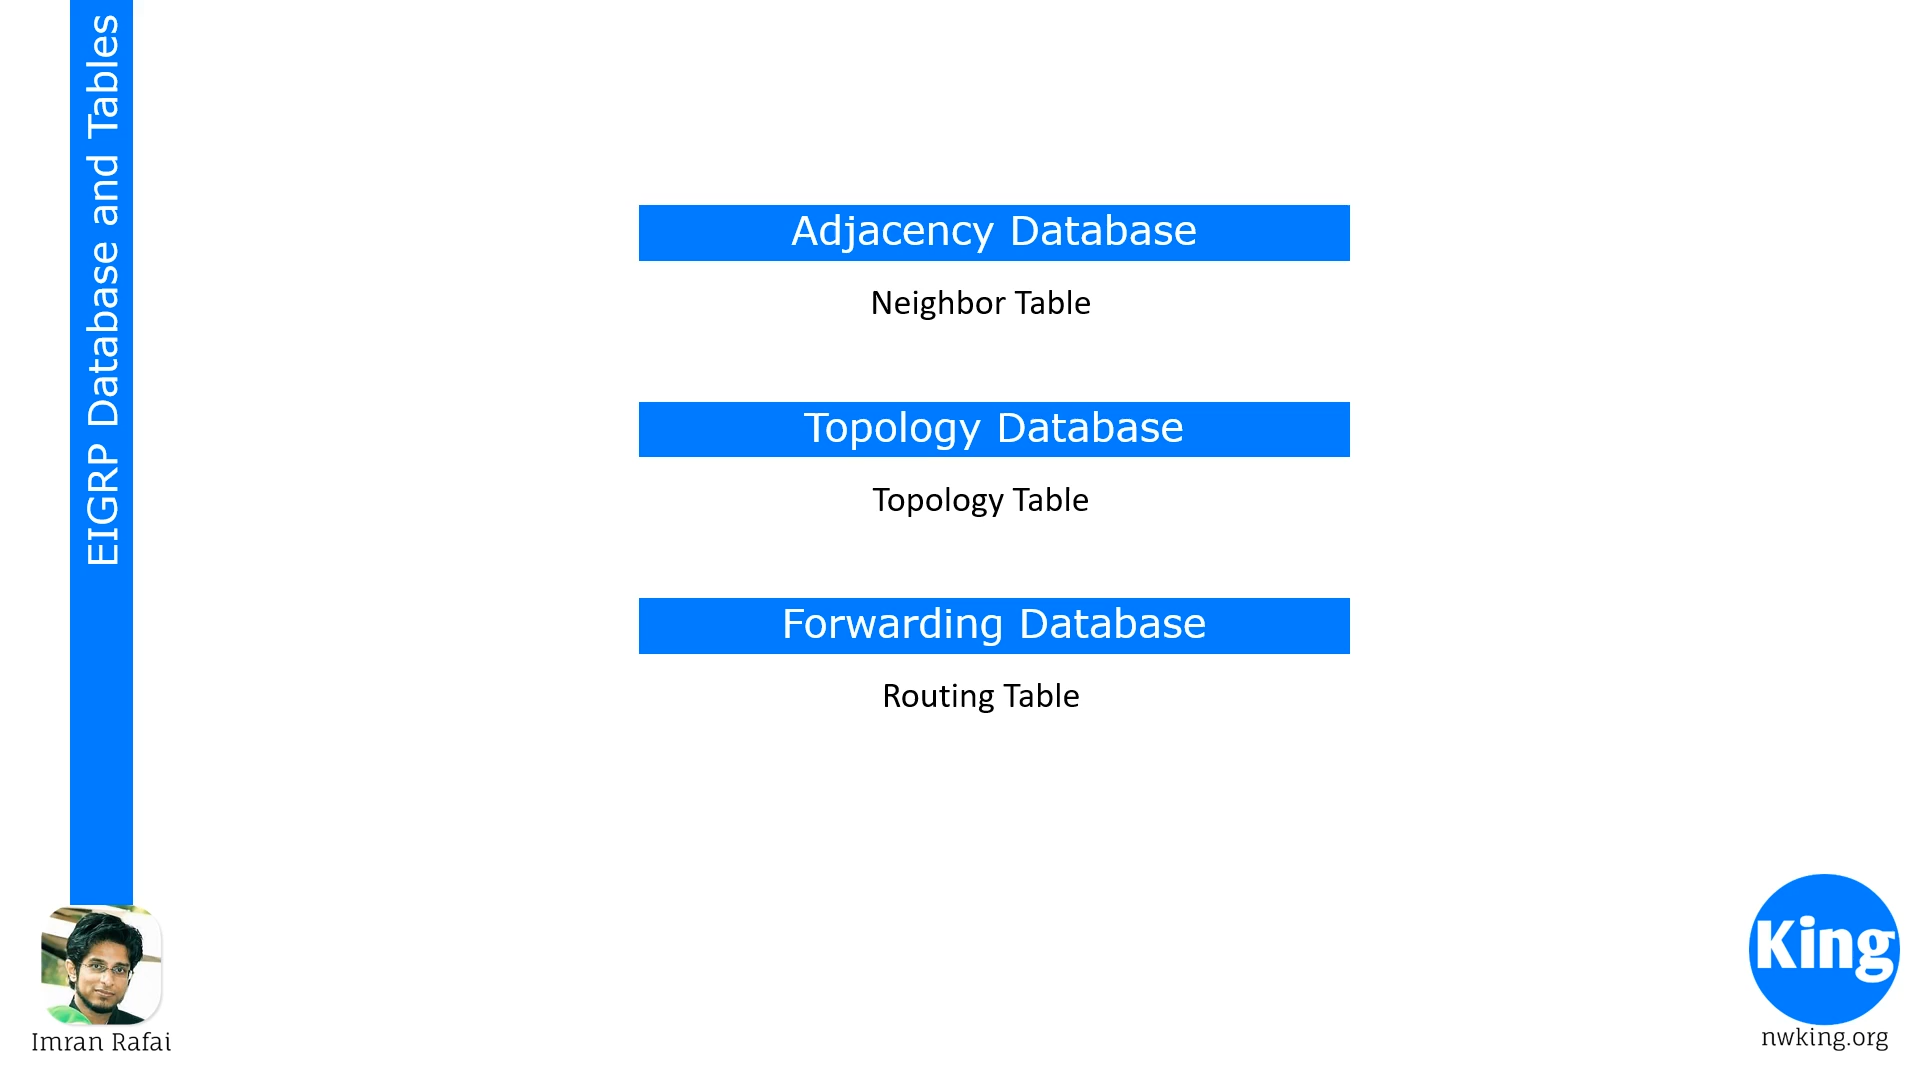 EIGRP Database and Tables
Adjacency Database
Neighbor Table
Topology Database
Topology Table
Forwarding Database
Routing Table
Imran Rafai
King
nwking.org